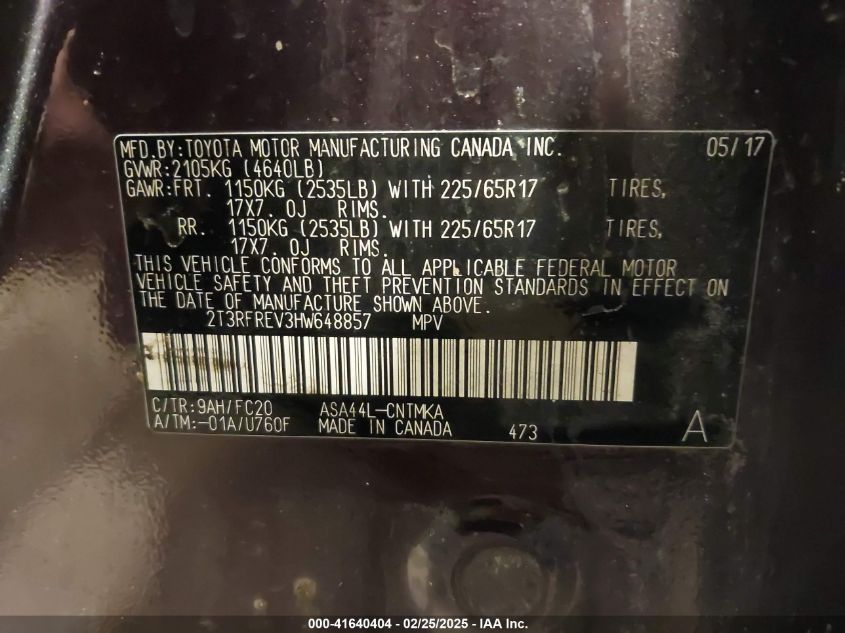 MFD.BY:TOYOTA MOTOR MANUFACTURING CANADA INC. 05/17
GVWR:2105KG (4640LB)
GAWR:FRT. 1150KG (2535LB) WITH 225/65R17 TIRES,
17X7. OJ RIMS.
RR. 1150KG (2535LB) WITH 225/65R17 TIRES,
17X7. OJ RIMS.
THIS VEHICLE CONFORMS TO ALL APPLICABLE FEDERAL MOTOR
VEHICLE SAFETY AND THEFT PREVENTION STANDARDS IN EFFECT ON
THE DATE OF MANUFACTURE SHOWN ABOVE.
2T3RFREV3HW648857 MPV
C/TR:9AH/FC20 ASA44L-CNTMKA
A/TM:-01A/U760F MADE IN CANADA 473 A
000-41640404 - 02/25/2025 - IAA Inc.